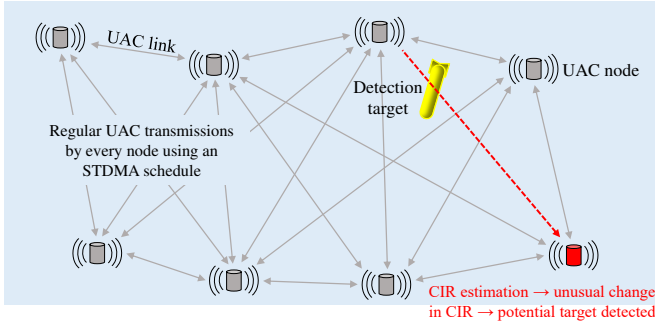 UAC link
UAC node
Detection
target
Regular UAC transmissions
by every node using an
STDMA schedule
CIR estimation → unusual change
in CIR → potential target detected